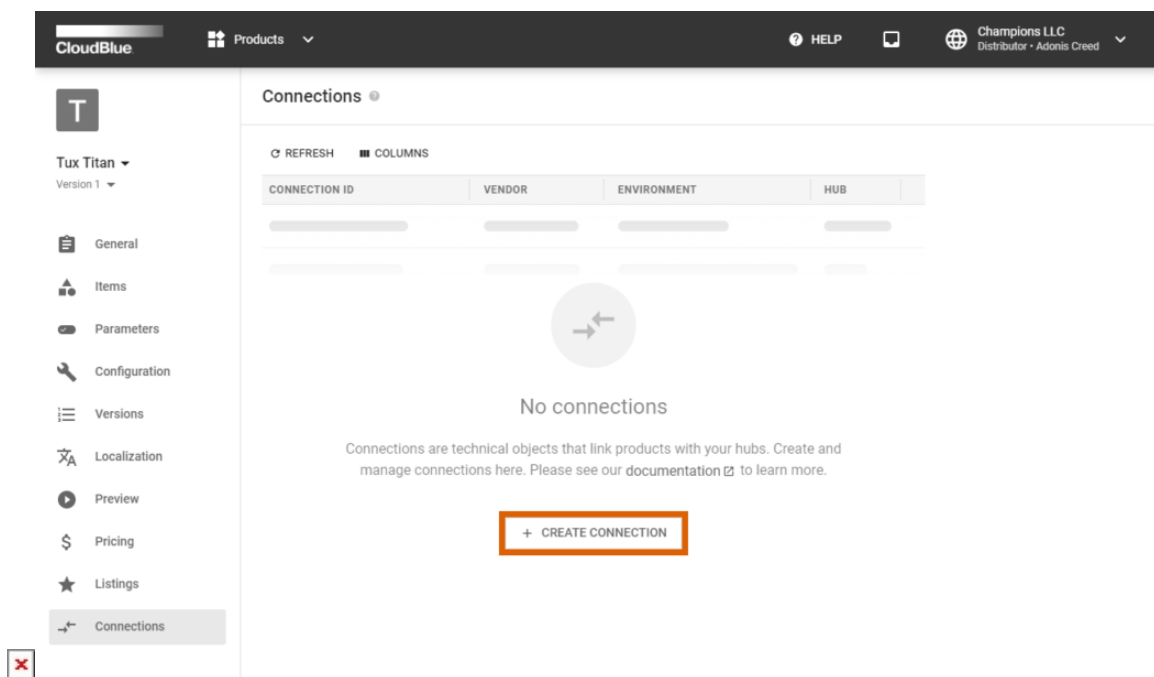 CloudBlue.
Products
HELP
Champions LLC
Distributor • Adonis Creed
T
Tux Titan
Version 1
General
Items
Parameters
Configuration
Versions
Localization
Preview
Pricing
Listings
Connections
Connections
REFRESH COLUMNS
CONNECTION ID VENDOR ENVIRONMENT HUB
No connections
Connections are technical objects that link products with your hubs. Create and
manage connections here. Please see our documentation to learn more.
+ CREATE CONNECTION